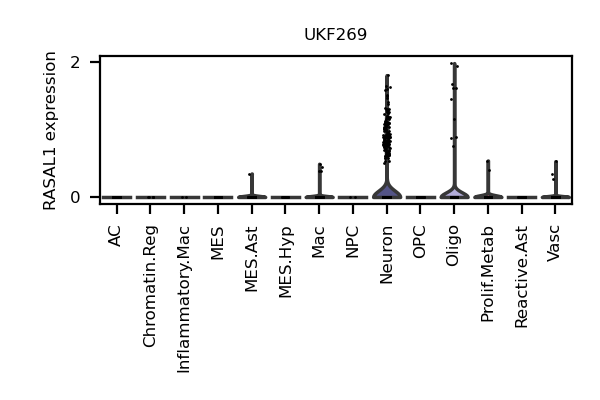 UKF269
RASAL1 expression
2
0
AC
Chromatin.Reg
Inflammatory.Mac
MES
MES.Ast
MES.Hyp
Mac
NPC
Neuron
OPC
Oligo
Prolif.Metab
Reactive.Ast
Vasc